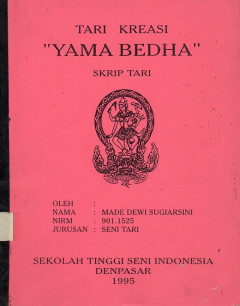 TARI KREASI
"YAMA BEDHA"
SKRIP TARI
OLEH :
NAMA : MADE DEWI SUGIARSINI
NIRM : 901.1525
JURUSAN : SENI TARI
SEKOLAH TINGGI SENI INDONESIA
DENPASAR
1995